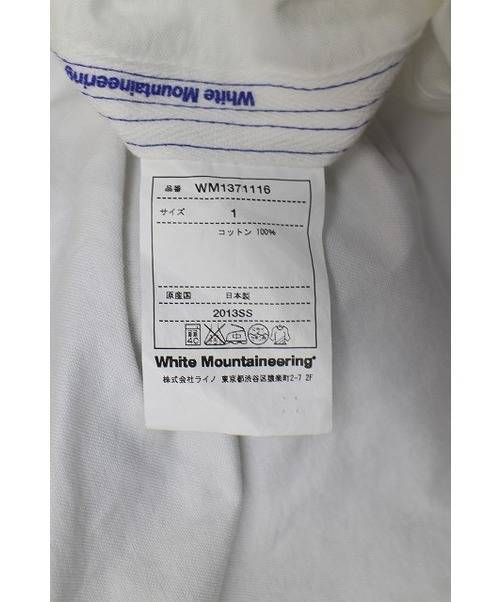 White Mountaineering
品番 WM1371116
サイズ 1
コットン 100%
原産国 日本製
2013SS
White Mountaineering
株式会社ライノ 東京都渋谷区猿楽町2-7 2F